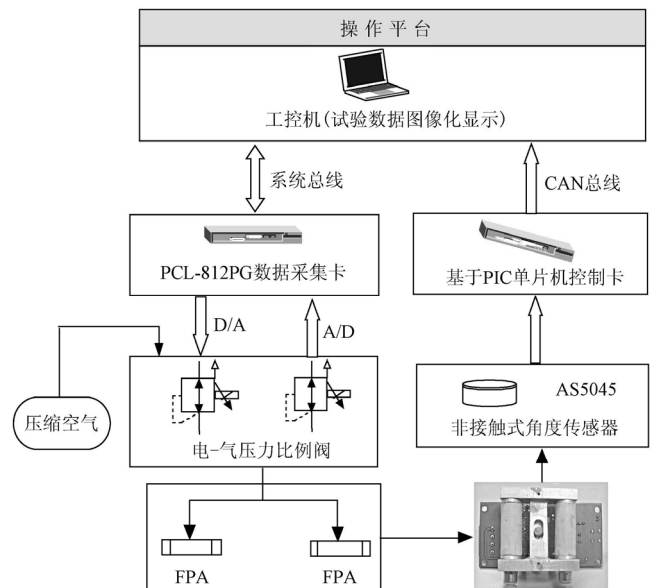 操作平台
工控机(试验数据图像化显示)
系统总线
CAN总线
PCL-812PG数据采集卡
基于PIC单片机控制卡
D/A
A/D
压缩空气
电-气压力比例阀
AS5045
非接触式角度传感器
FPA
FPA